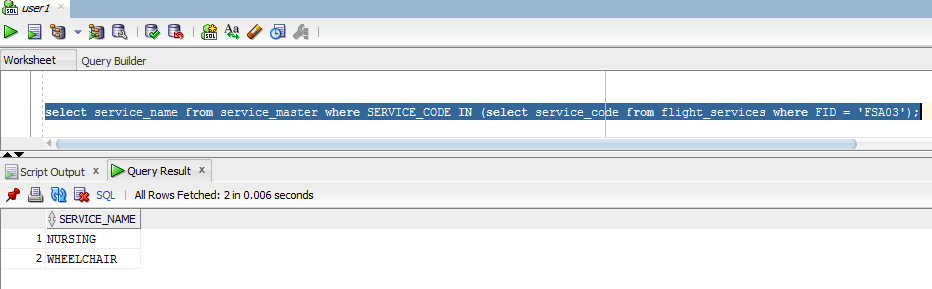 user1
Worksheet Query Builder
select service_name from service_master where SERVICE_CODE IN (select service_code from flight_services where FID = 'FSA03');
Script Output x Query Result x
SQL | All Rows Fetched: 2 in 0.006 seconds
SERVICE_NAME
1 NURSING
2 WHEELCHAIR